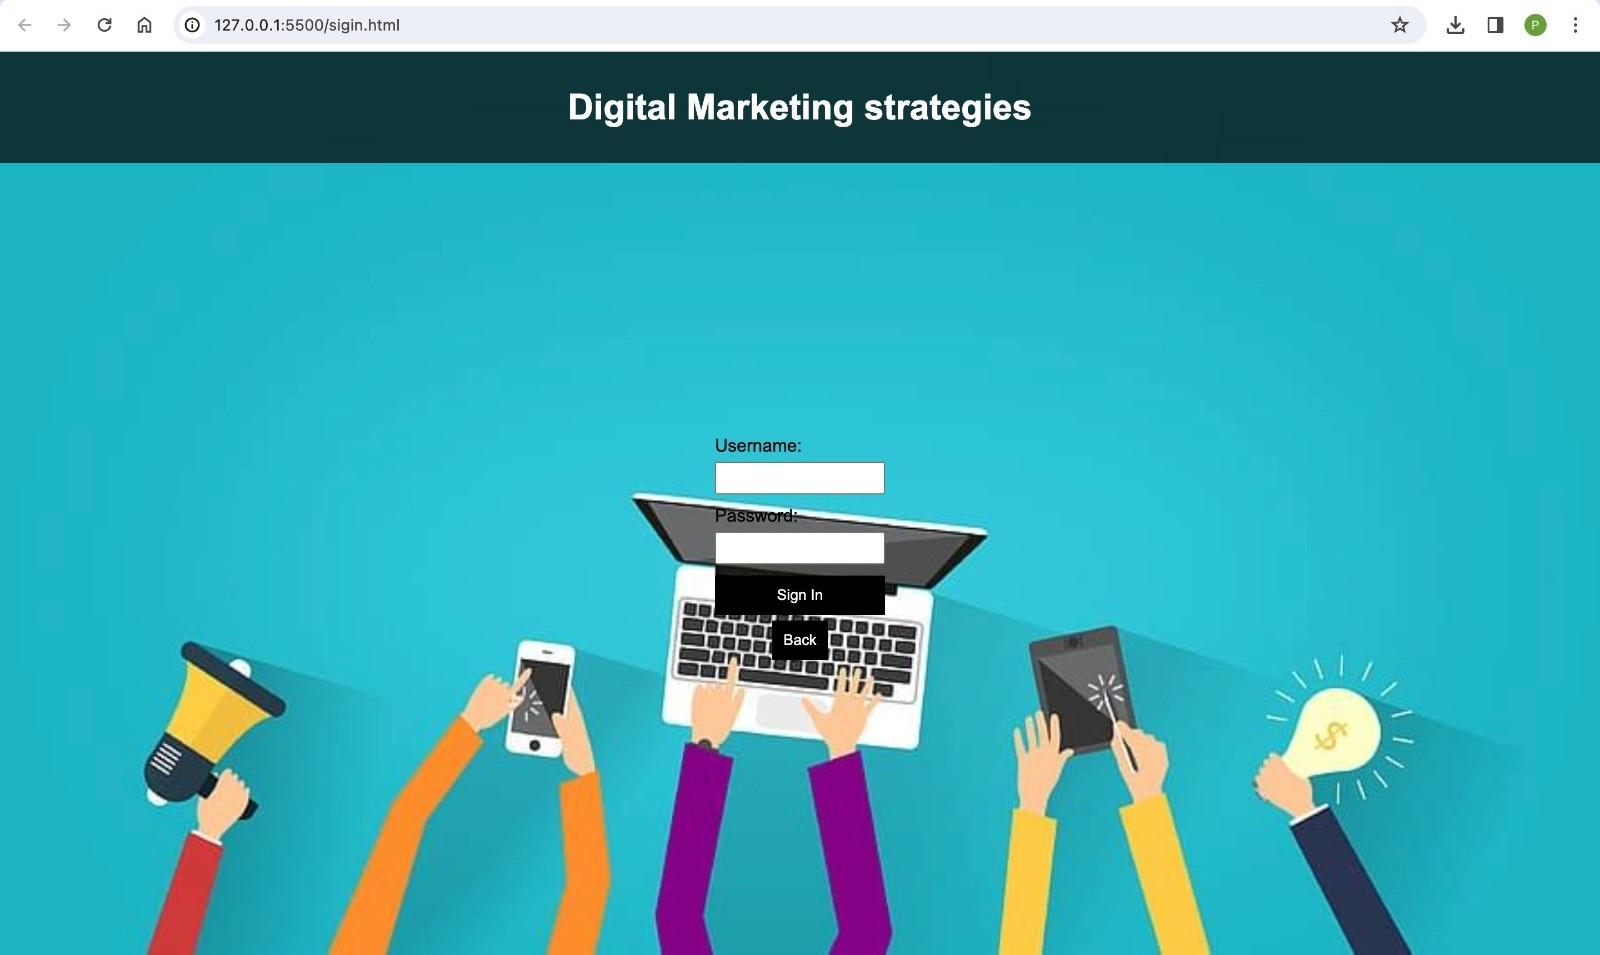 127.0.0.1:5500/sigin.html
P
Digital Marketing strategies
Username:
Password:
Sign In
Back
$